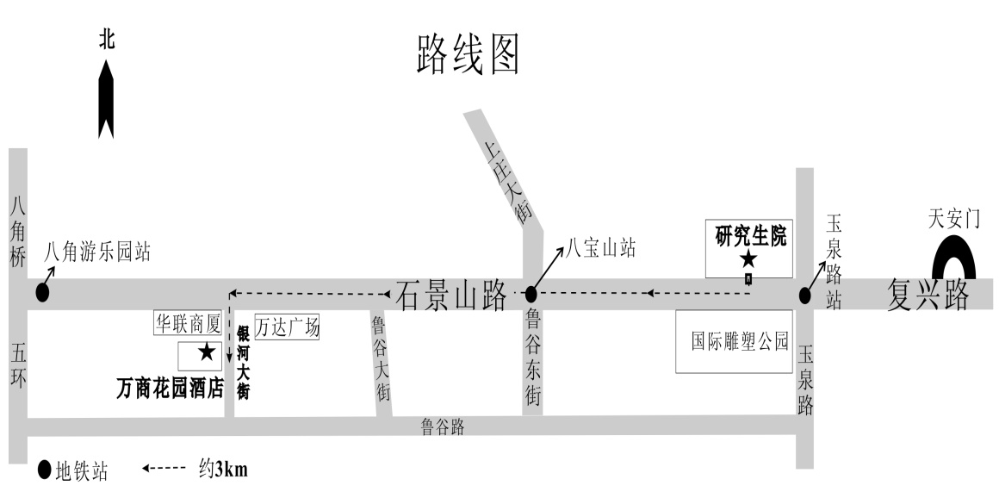 路线图
北
上庄大街
八角桥
八角游乐园站
八宝山站
研究生院
玉泉路站
天安门
石景山路
复兴路
华联商厦
万达广场
银河大街
鲁谷大街
鲁谷东街
国际雕塑公园
五环
万商花园酒店
玉泉路
鲁谷路
地铁站
约3km